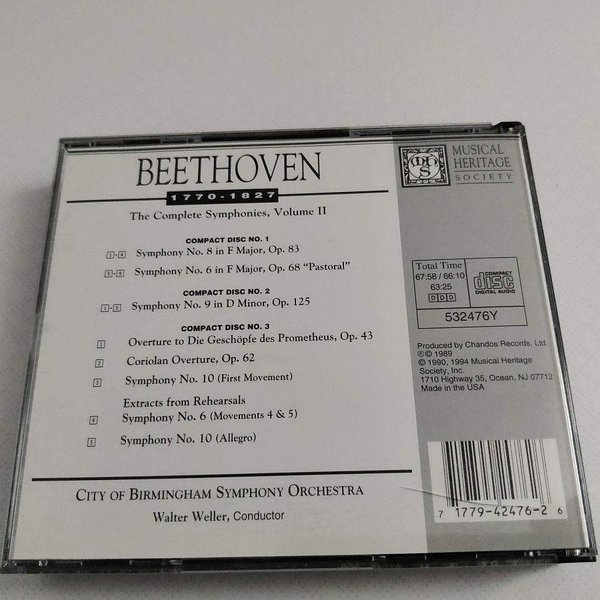 BEETHOVEN
1770-1827
The Complete Symphonies, Volume II
COMPACT DISC NO. 1
1-4 Symphony No. 8 in F Major, Op. 83
5-9 Symphony No. 6 in F Major, Op. 68 "Pastoral"
COMPACT DISC NO. 2
1-5 Symphony No. 9 in D Minor, Op. 125
COMPACT DISC NO. 3
1 Overture to Die Geschöpfe des Prometheus, Op. 43
2 Coriolan Overture, Op. 62
3 Symphony No. 10 (First Movement)
Extracts from Rehearsals
4 Symphony No. 6 (Movements 4 & 5)
5 Symphony No. 10 (Allegro)
CITY OF BIRMINGHAM SYMPHONY ORCHESTRA
Walter Weller, Conductor
MUSICAL
HERITAGE
SOCIETY
Total Time
67:58 / 66:10
63:25
DDD
COMPACT
disc
DIGITAL AUDIO
532476Y
Produced by Chandos Records, Ltd.
℗© 1989
© 1990, 1994 Musical Heritage
Society, Inc.
1710 Highway 35, Ocean, NJ 07712
Made in the USA
7 1779-42476-2 6